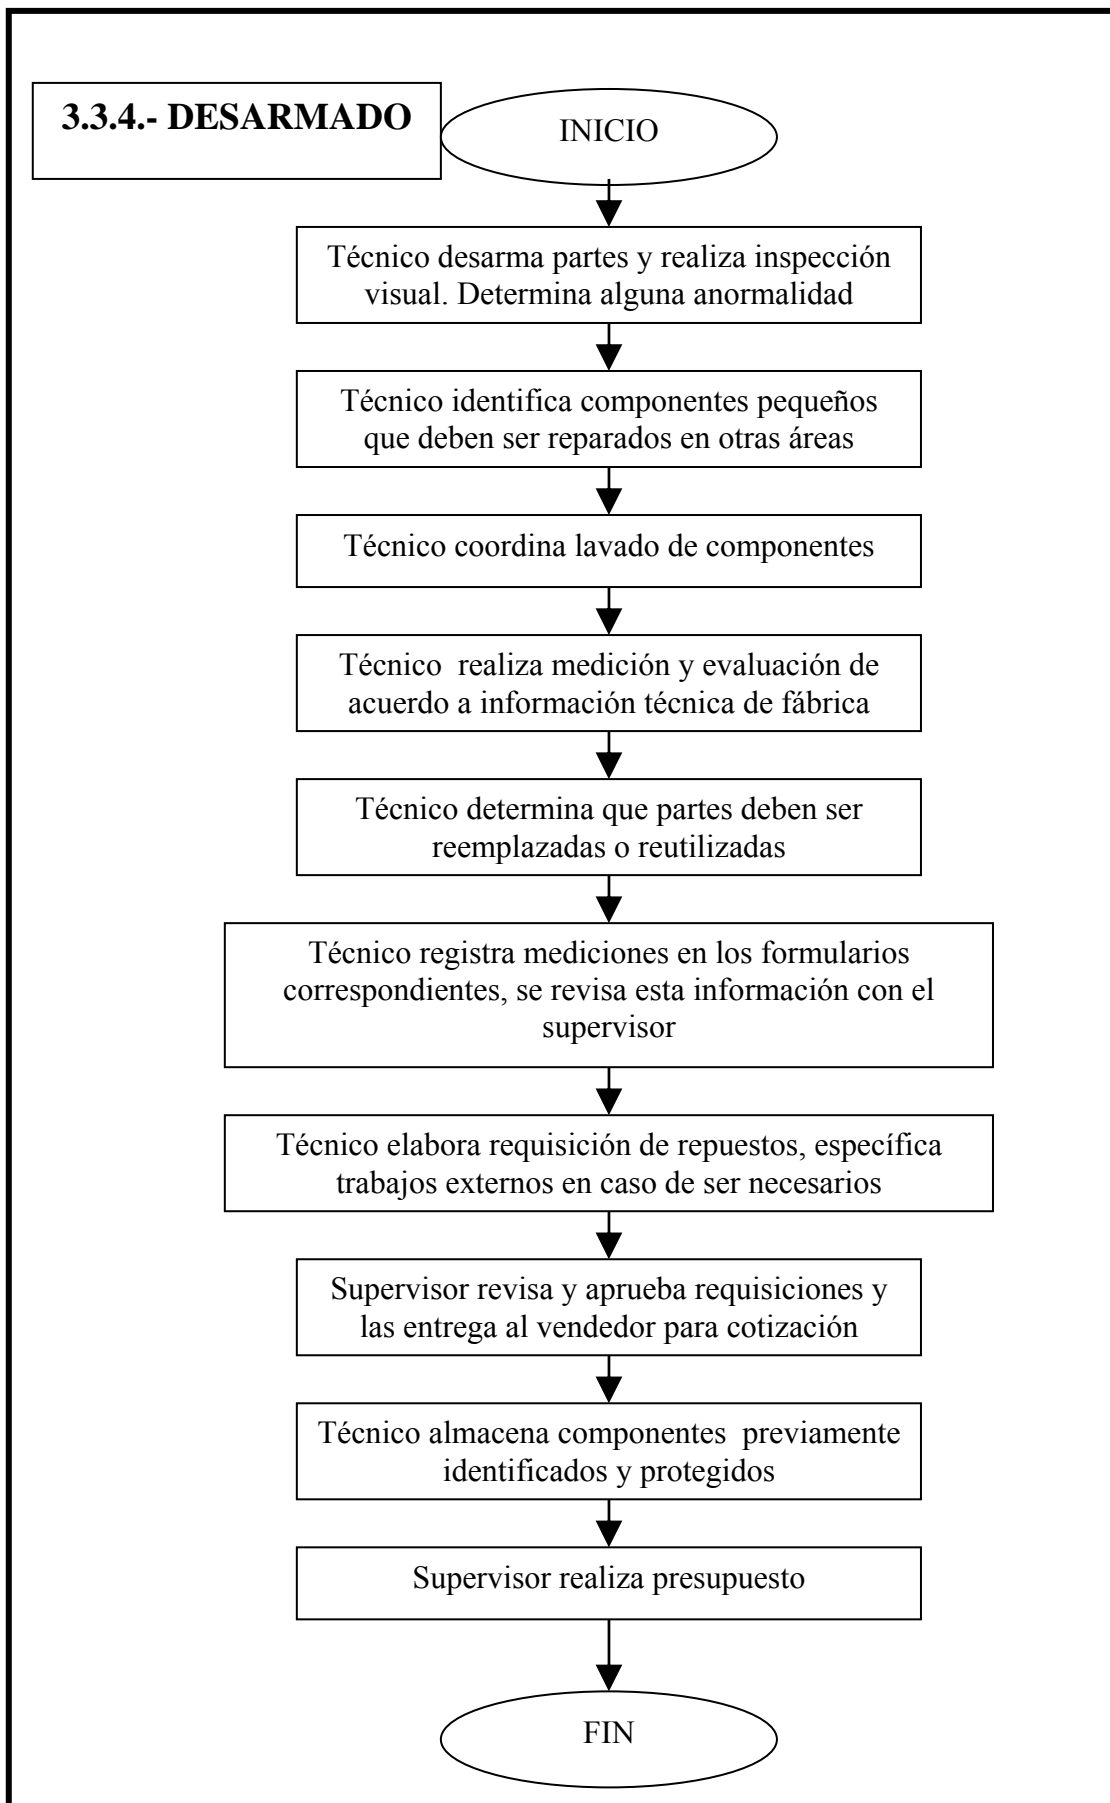 3.3.4.- DESARMADO
INICIO
Técnico desarma partes y realiza inspección
visual. Determina alguna anormalidad
Técnico identifica componentes pequeños
que deben ser reparados en otras áreas
Técnico coordina lavado de componentes
Técnico  realiza medición y evaluación de
acuerdo a información técnica de fábrica
Técnico determina que partes deben ser
reemplazadas o reutilizadas
Técnico registra mediciones en los formularios
correspondientes, se revisa esta información con el
supervisor
Técnico elabora requisición de repuestos, específica
trabajos externos en caso de ser necesarios
Supervisor revisa y aprueba requisiciones y
las entrega al vendedor para cotización
Técnico almacena componentes  previamente
identificados y protegidos
Supervisor realiza presupuesto
FIN